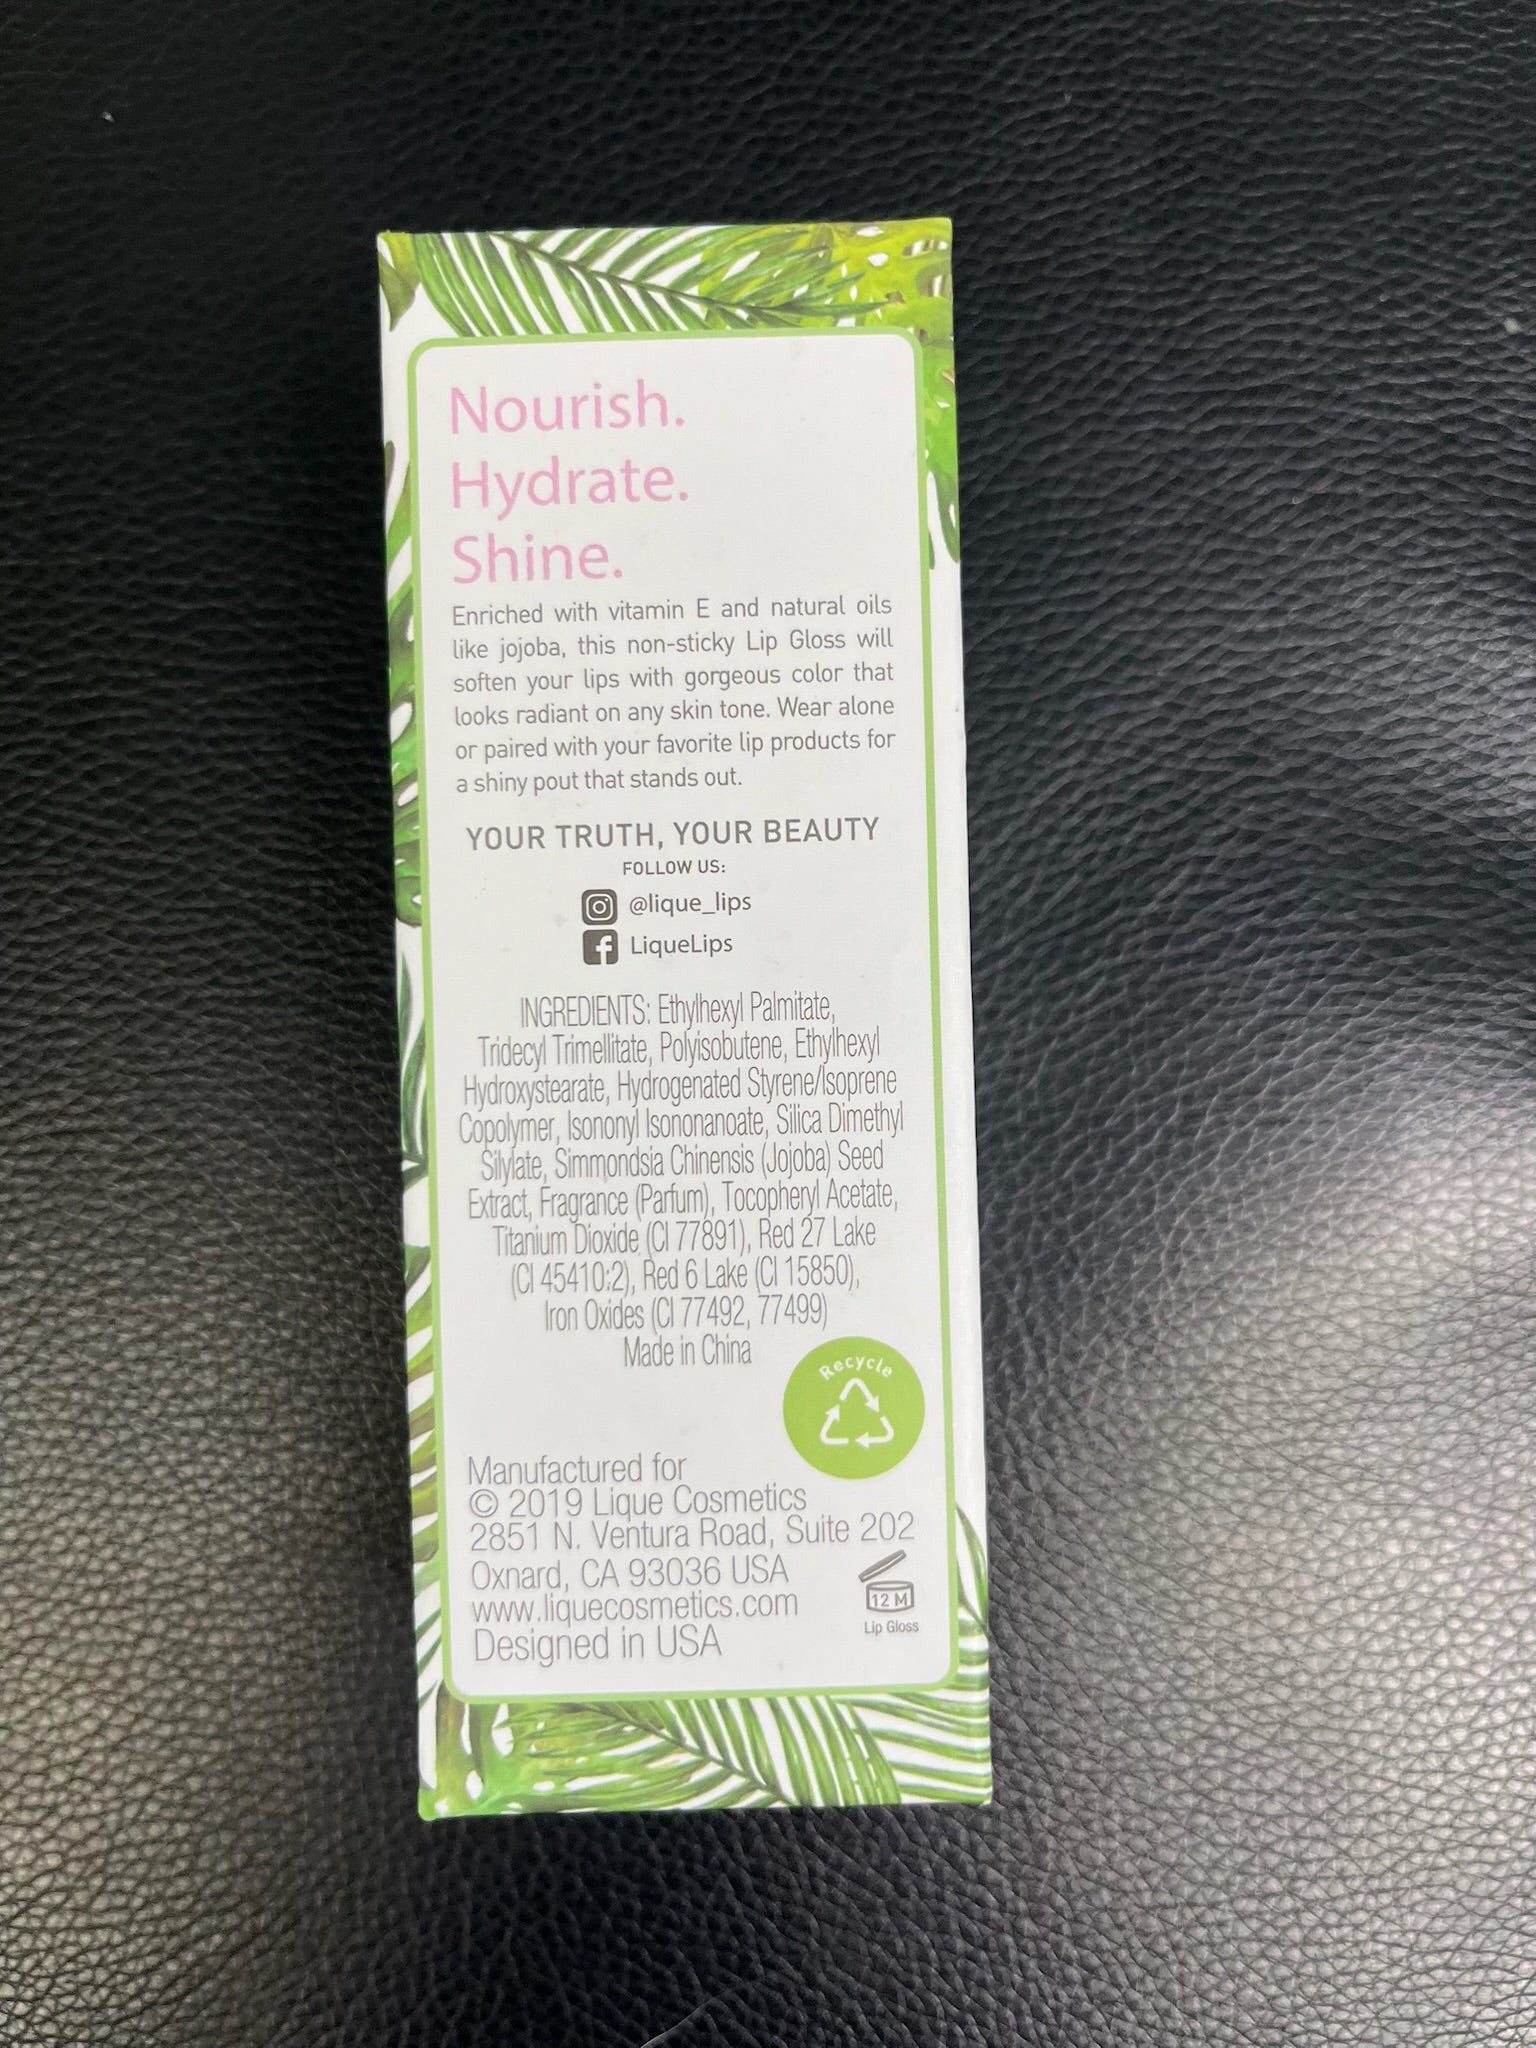 Nourish.
Hydrate.
Shine.
Enriched with vitamin E and natural oils
like jojoba, this non-sticky Lip Gloss will
soften your lips with gorgeous color that
looks radiant on any skin tone. Wear alone
or paired with your favorite lip products for
a shiny pout that stands out.
YOUR TRUTH, YOUR BEAUTY
FOLLOW US:
@lique_lips
LiqueLips
INGREDIENTS: Ethylhexyl Palmitate,
Tridecyl Trimellitate, Polyisobutene, Ethylhexyl
Hydroxystearate, Hydrogenated Styrene/Isoprene
Copolymer, Isononyl Isononanoate, Silica Dimethyl
Silylate, Simmondsia Chinensis (Jojoba) Seed
Extract, Fragrance (Parfum), Tocopheryl Acetate,
Titanium Dioxide (CI 77891), Red 27 Lake
(CI 45410:2), Red 6 Lake (CI 15850),
Iron Oxides (CI 77492, 77499)
Made in China
Recycle
Manufactured for
© 2019 Lique Cosmetics
2851 N. Ventura Road, Suite 202
Oxnard, CA 93036 USA
www.liquecosmetics.com
Designed in USA
12 M
Lip Gloss